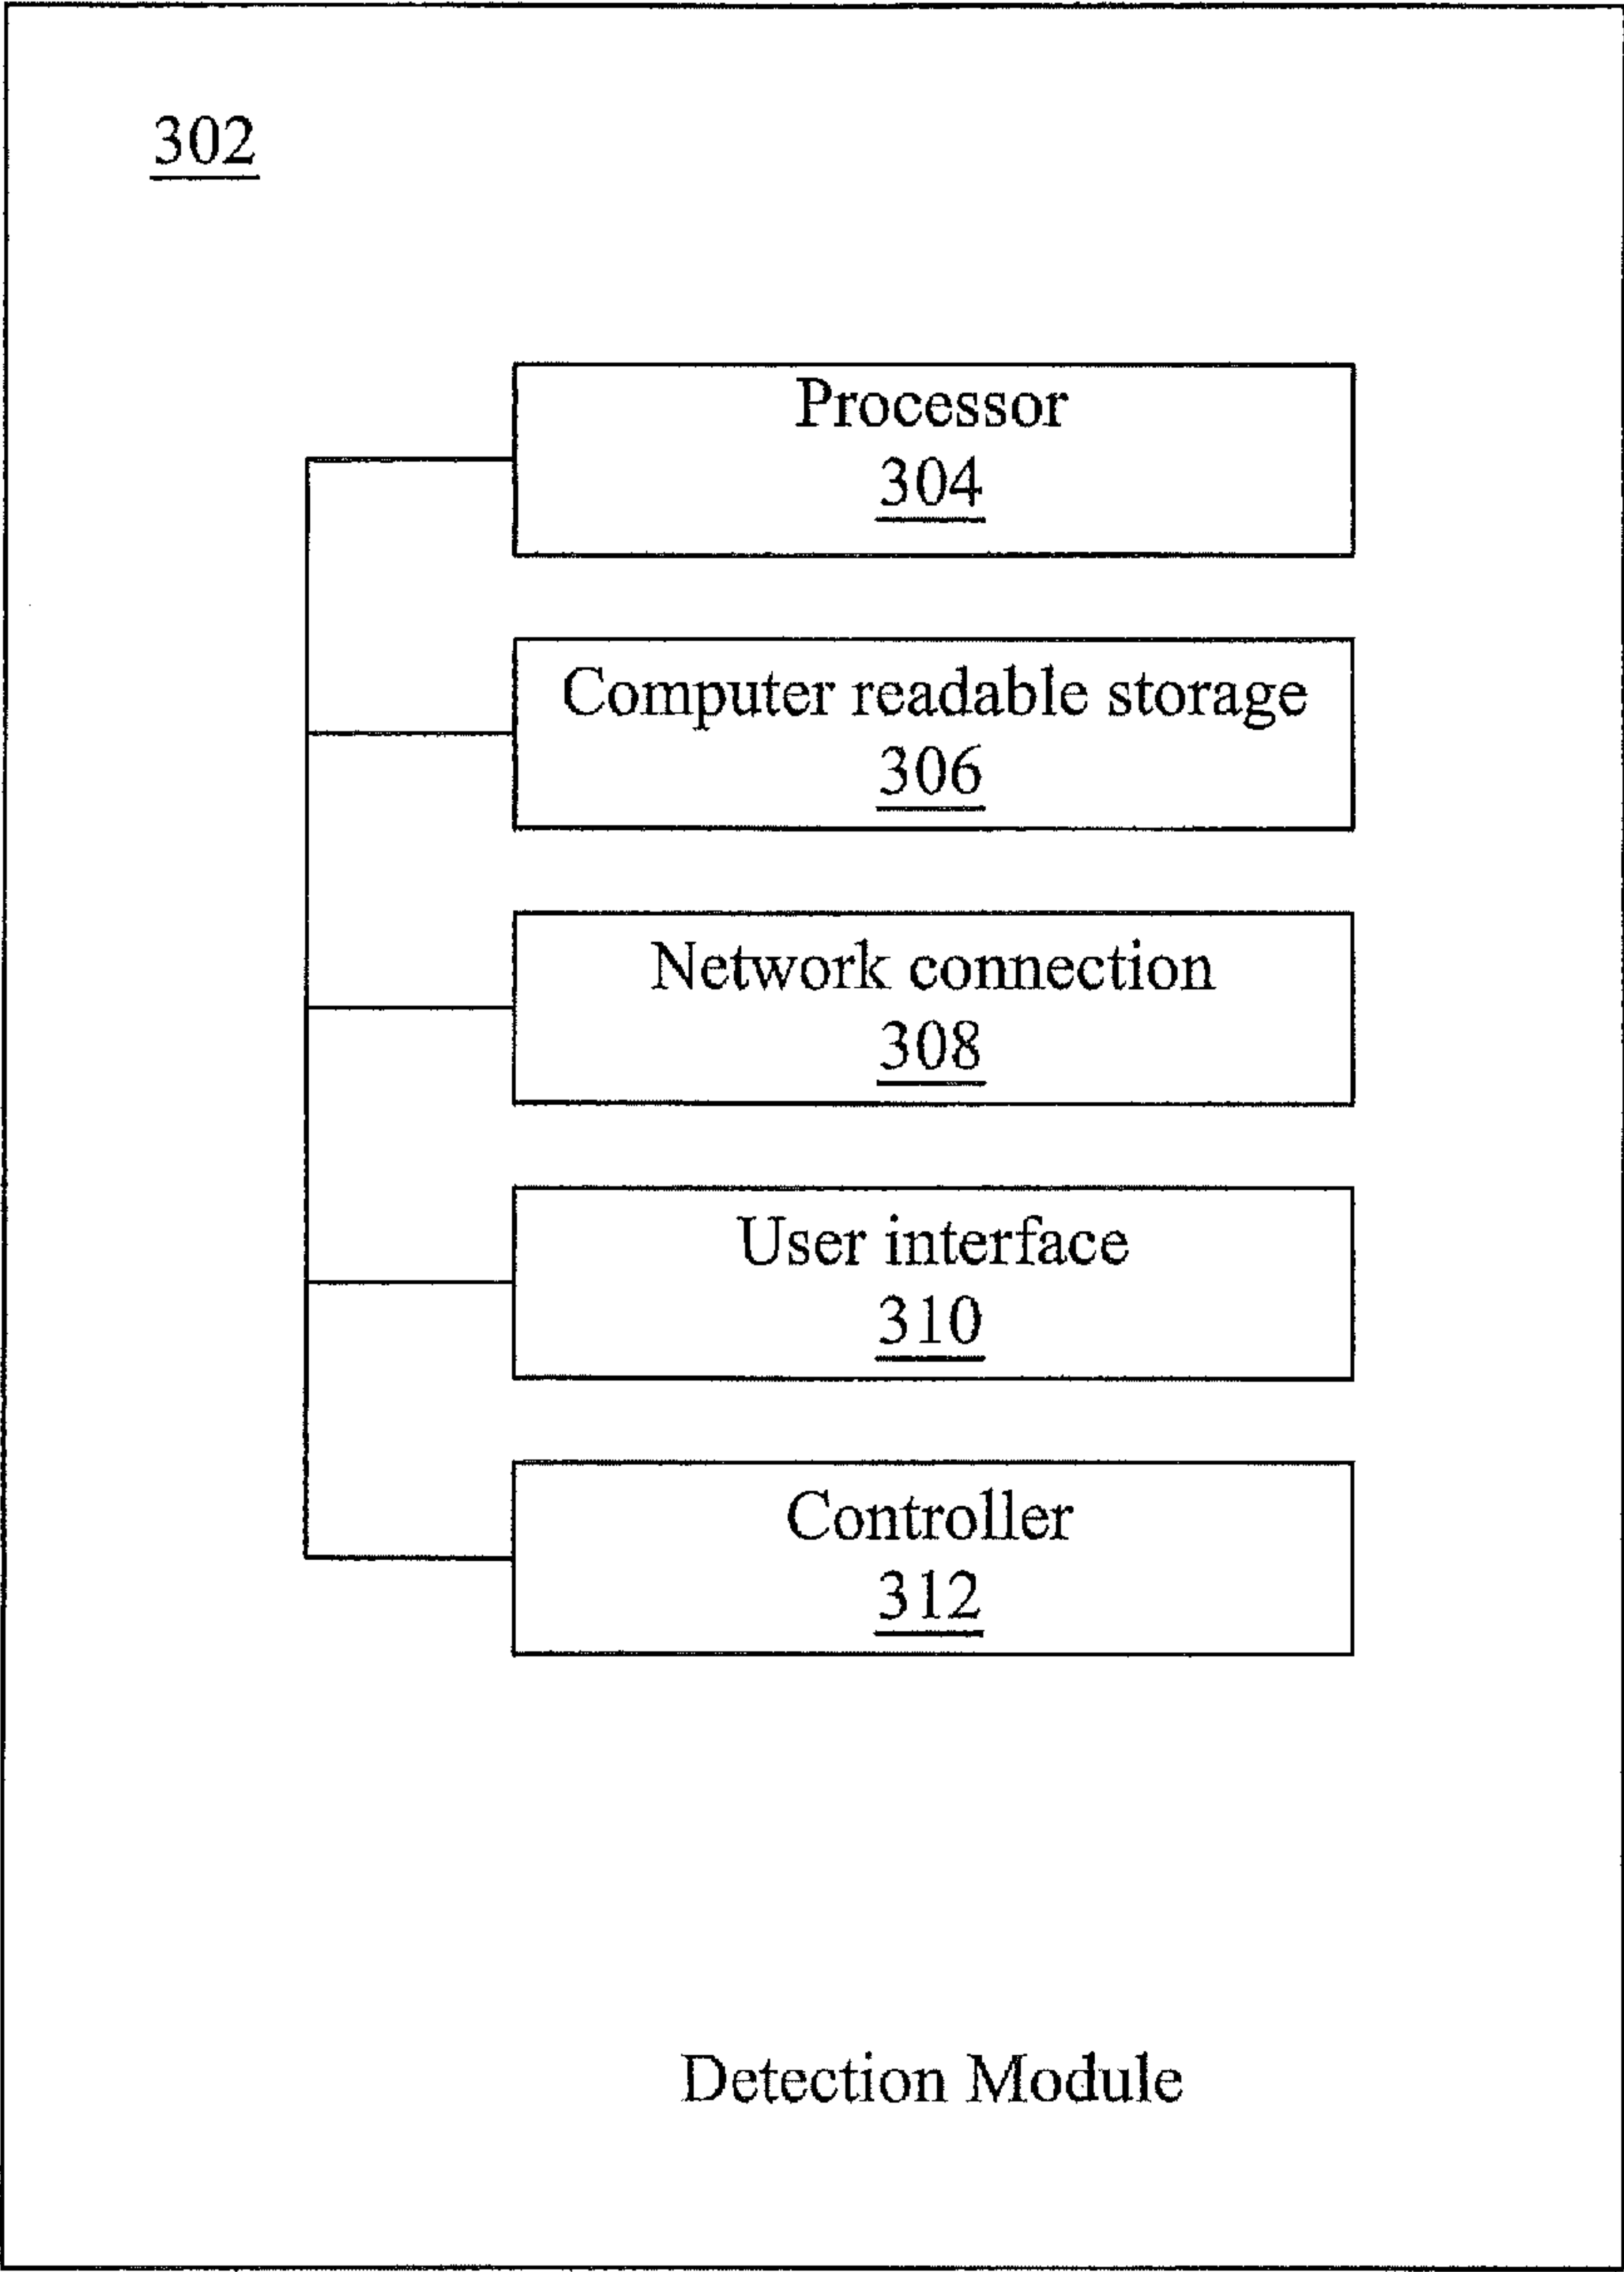 302
Processor
304
Computer readable storage
306
Network connection
308
User interface
310
Controller
312
Detection Module